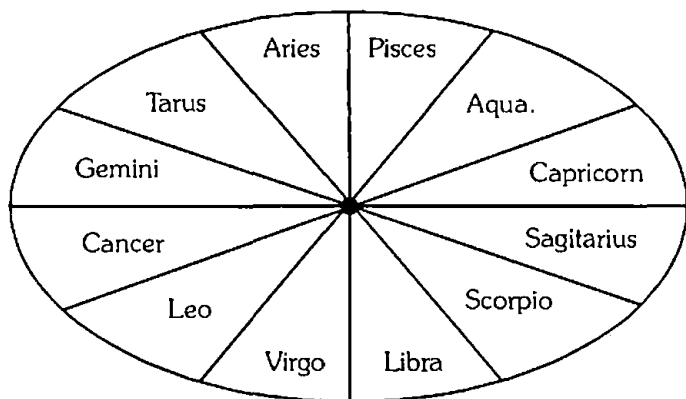 Aries
Pisces
Tarus
Aqua.
Gemini
Capricorn
Cancer
Sagitarius
Leo
Scorpio
Virgo
Libra